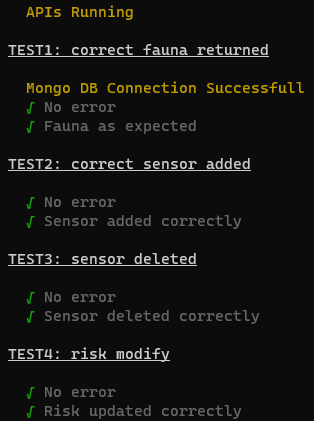 APIs Running
TEST1: correct fauna returned
Mongo DB Connection Successfull
√ No error
√ Fauna as expected
TEST2: correct sensor added
√ No error
√ Sensor added correctly
TEST3: sensor deleted
√ No error
√ Sensor deleted correctly
TEST4: risk modify
√ No error
√ Risk updated correctly